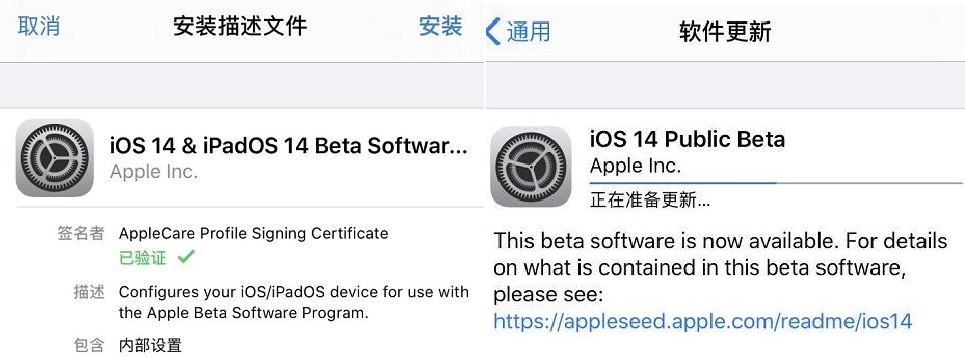 取消 安装描述文件 安装
iOS 14 & iPadOS 14 Beta Softwar...
Apple Inc.
签名者 AppleCare Profile Signing Certificate
已验证
描述 Configures your iOS/iPadOS device for use with
the Apple Beta Software Program.
包含 内部设置
通用 软件更新
iOS 14 Public Beta
Apple Inc.
正在准备更新...
This beta software is now available. For details
on what is contained in this beta software,
please see:
https://appleseed.apple.com/readme/ios14